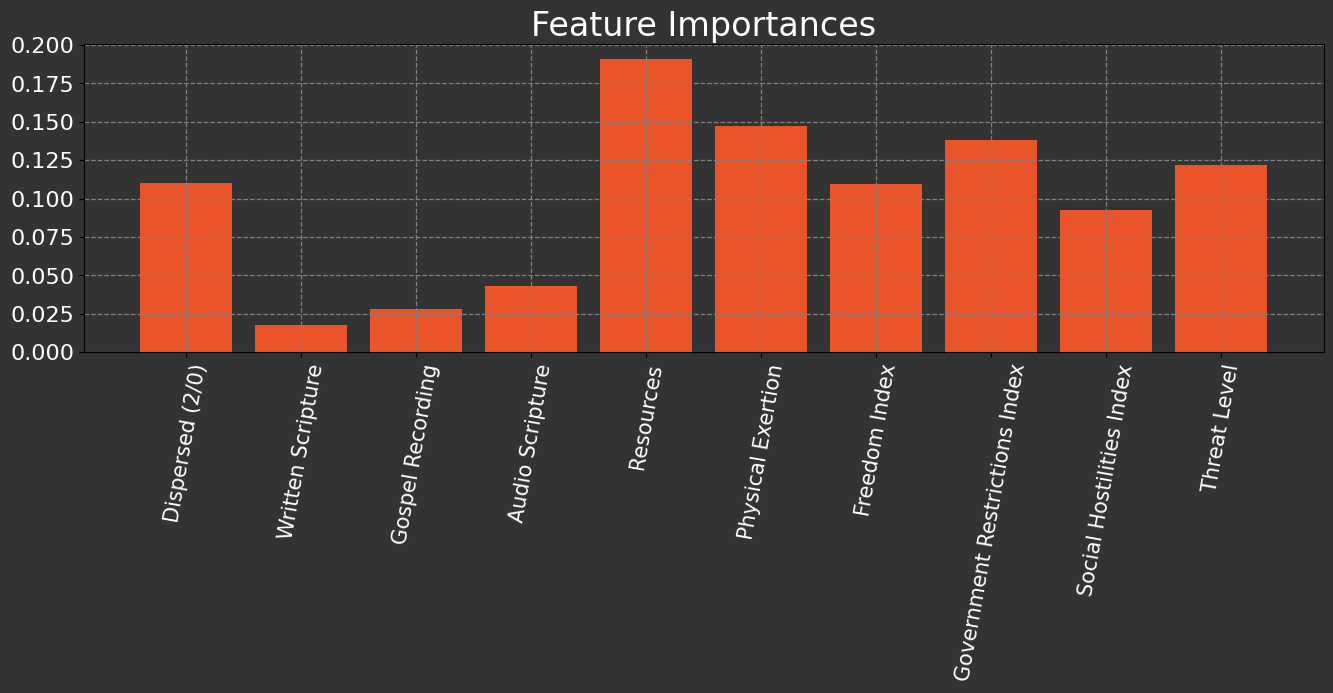 Feature Importances
0.200
0.175
0.150
0.125
0.100
0.075
0.050
0.025
0.000
Dispersed (2/0)
Written Scripture
Gospel Recording
Audio Scripture
Resources
Physical Exertion
Freedom Index
Government Restrictions Index
Social Hostilities Index
Threat Level